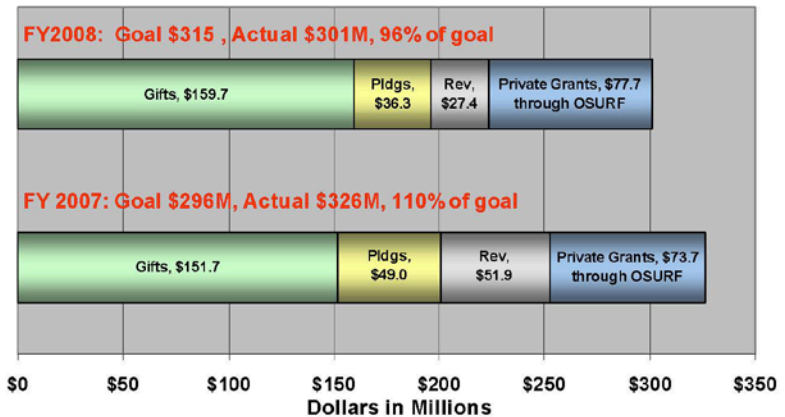 FY2008:  Goal $315 , Actual $301M, 96% of goal
Gifts, $159.7
Pldgs,
$36.3
Rev,
$27.4
Private Grants, $77.7
through OSURF
FY 2007: Goal $296M, Actual $326M, 110% of goal
Gifts, $151.7
Pldgs,
$49.0
Rev,
$51.9
Private Grants, $73.7
through OSURF
$0 $50 $100 $150 $200 $250 $300 $350
Dollars in Millions